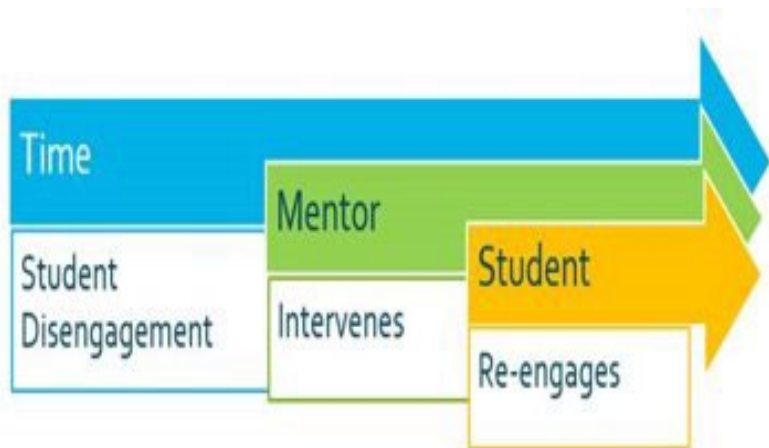 Time
Student
Disengagement
Mentor
Intervenes
Student
Re-engages